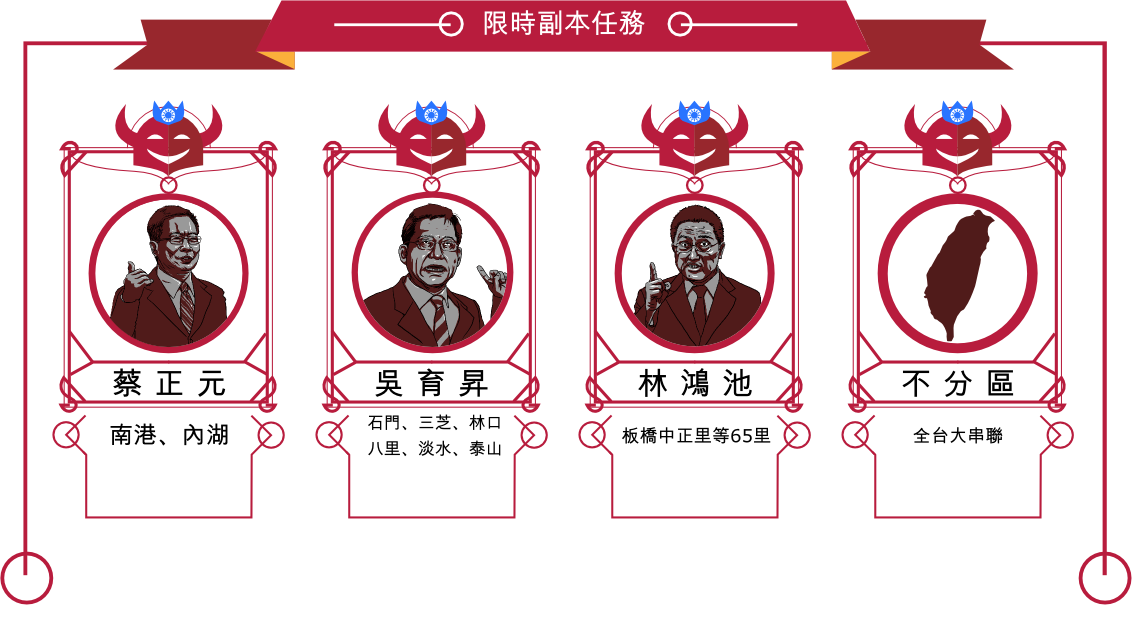 限時副本任務
蔡正元
吳育昇
林鴻池
不分區
南港、內湖
石門、三芝、林口
八里、淡水、泰山
板橋中正里等65里
全台大串聯